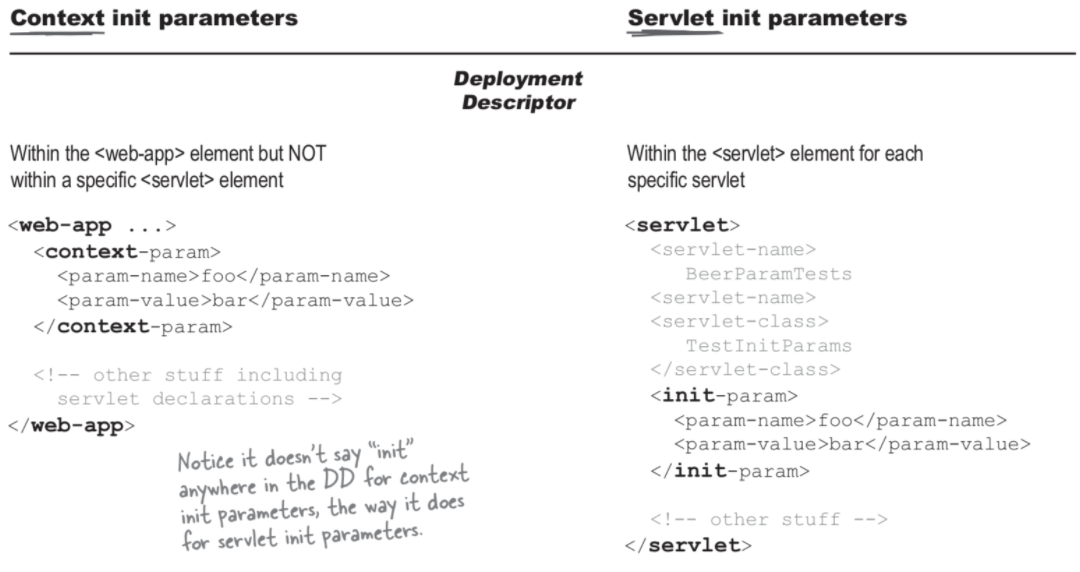 Context init parameters
Servlet init parameters
Deployment
Descriptor
Within the <web-app> element but NOT
within a specific <servlet> element
<web-app ...>
<context-param>
<param-name>foo</param-name>
<param-value>bar</param-value>
</context-param>
<!-- other stuff including
servlet declarations -->
</web-app>
Notice it doesn't say "init"
anywhere in the DD for context
init parameters, the way it does
for servlet init parameters.
Within the <servlet> element for each
specific servlet
<servlet>
<servlet-name>
BeerParamTests
<servlet-name>
<servlet-class>
TestInitParams
</servlet-class>
<init-param>
<param-name>foo</param-name>
<param-value>bar</param-value>
</init-param>
<!-- other stuff -->
</servlet>